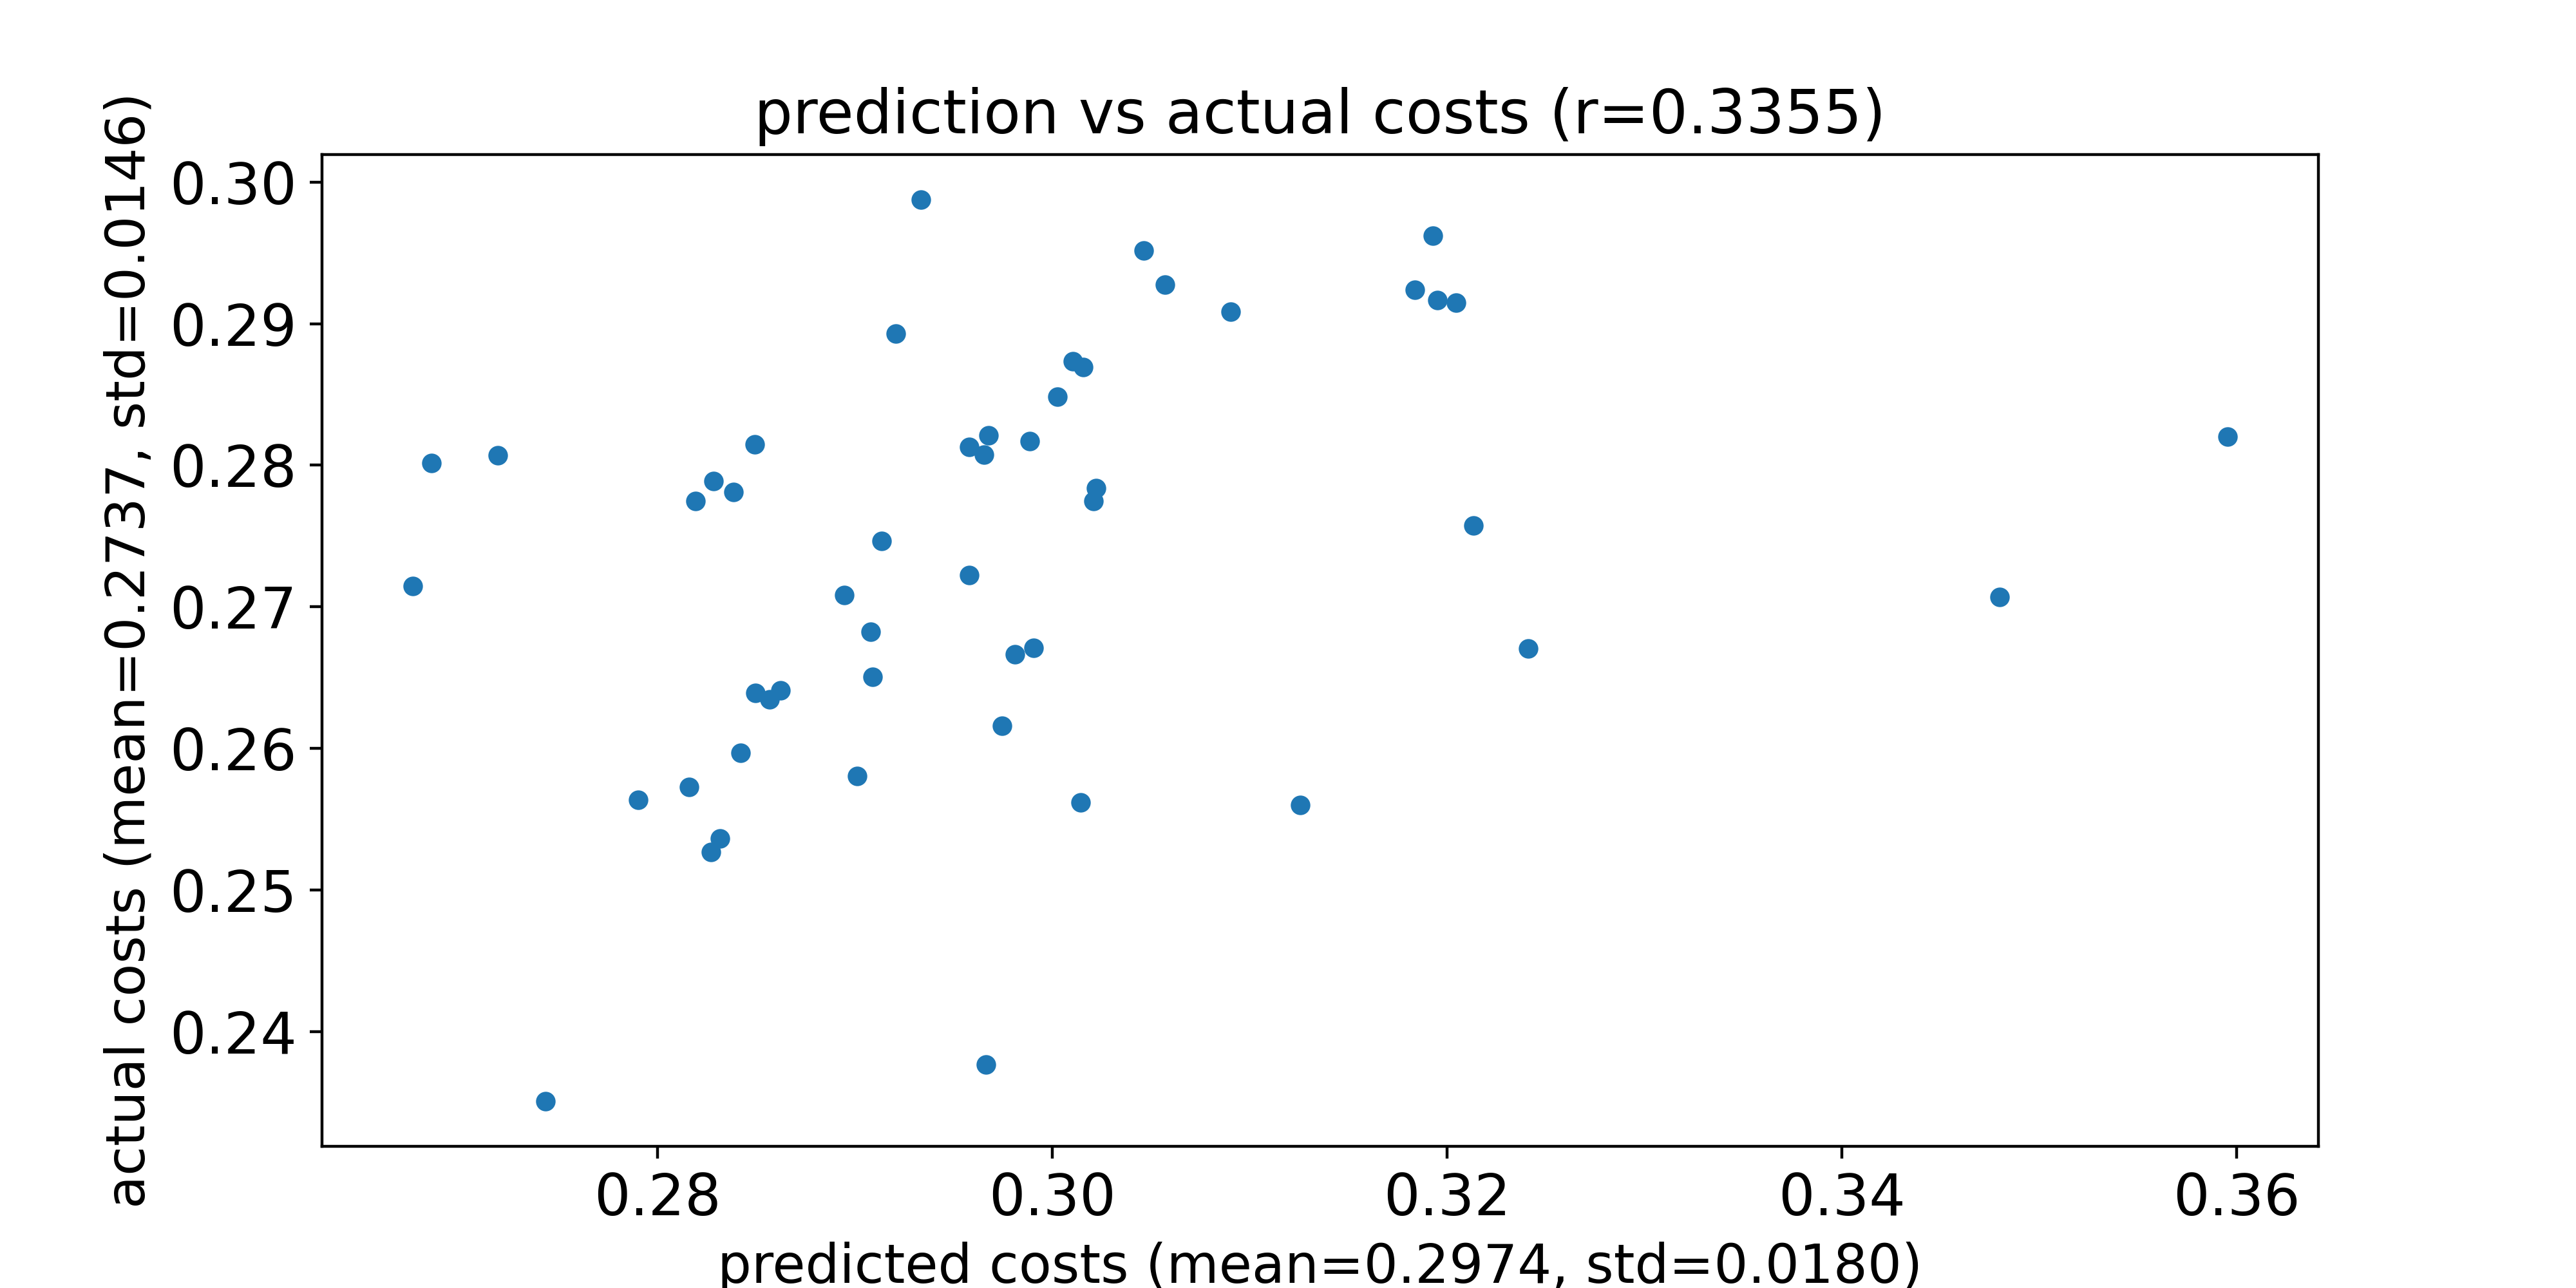 prediction vs actual costs (r=0.3355)
actual costs (mean=0.2737, std=0.0146)
0.30
0.29
0.28
0.27
0.26
0.25
0.24
0.28 0.30 0.32 0.34 0.36
predicted costs (mean=0.2974, std=0.0180)